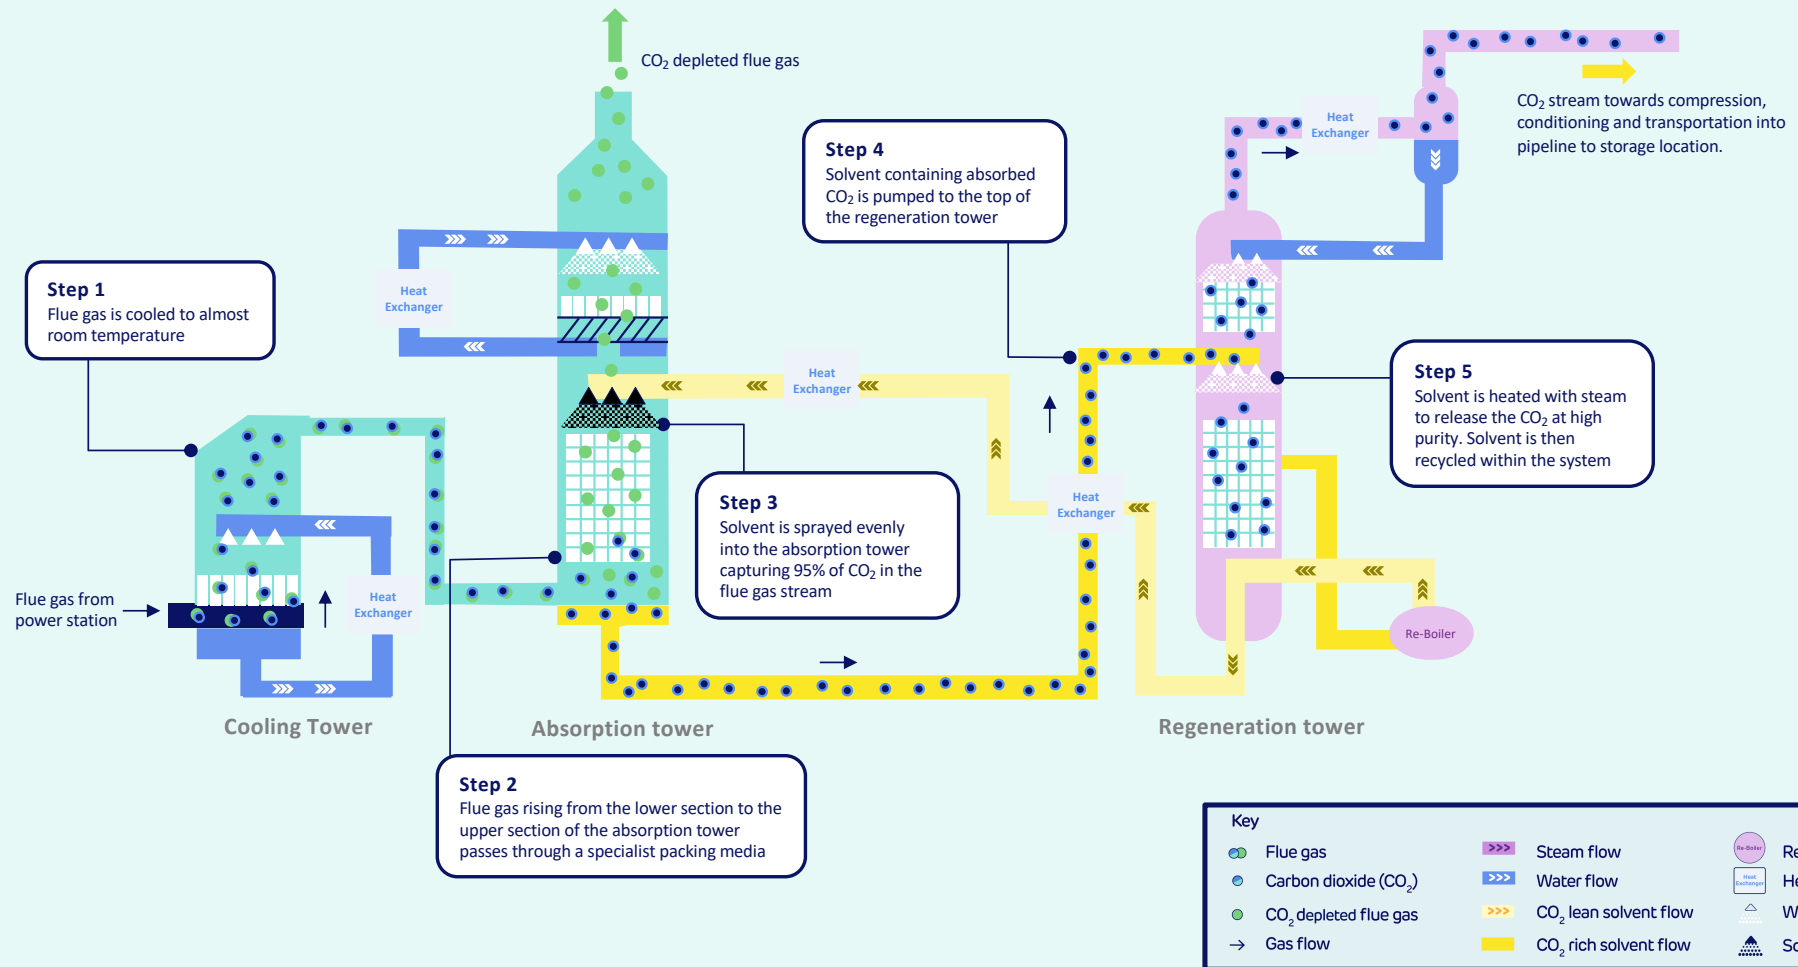 CO₂ depleted flue gas
CO₂ stream towards compression,
conditioning and transportation into
pipeline to storage location.
Heat
Exchanger
Step 4
Solvent containing absorbed
CO₂ is pumped to the top of
the regeneration tower
Step 1
Flue gas is cooled to almost
room temperature
Heat
Exchanger
Heat
Exchanger
Step 5
Solvent is heated with steam
to release the CO₂ at high
purity. Solvent is then
recycled within the system
Step 3
Solvent is sprayed evenly
into the absorption tower
capturing 95% of CO₂ in the
flue gas stream
Heat
Exchanger
Flue gas from
power station
Heat
Exchanger
Re-Boiler
Cooling Tower
Absorption tower
Regeneration tower
Step 2
Flue gas rising from the lower section to the
upper section of the absorption tower
passes through a specialist packing media
Key
Flue gas
Carbon dioxide (CO₂)
CO₂ depleted flue gas
Gas flow
Steam flow
Water flow
CO₂ lean solvent flow
CO₂ rich solvent flow
Re-Boiler
Re
Heat
Exchanger
He
W
So